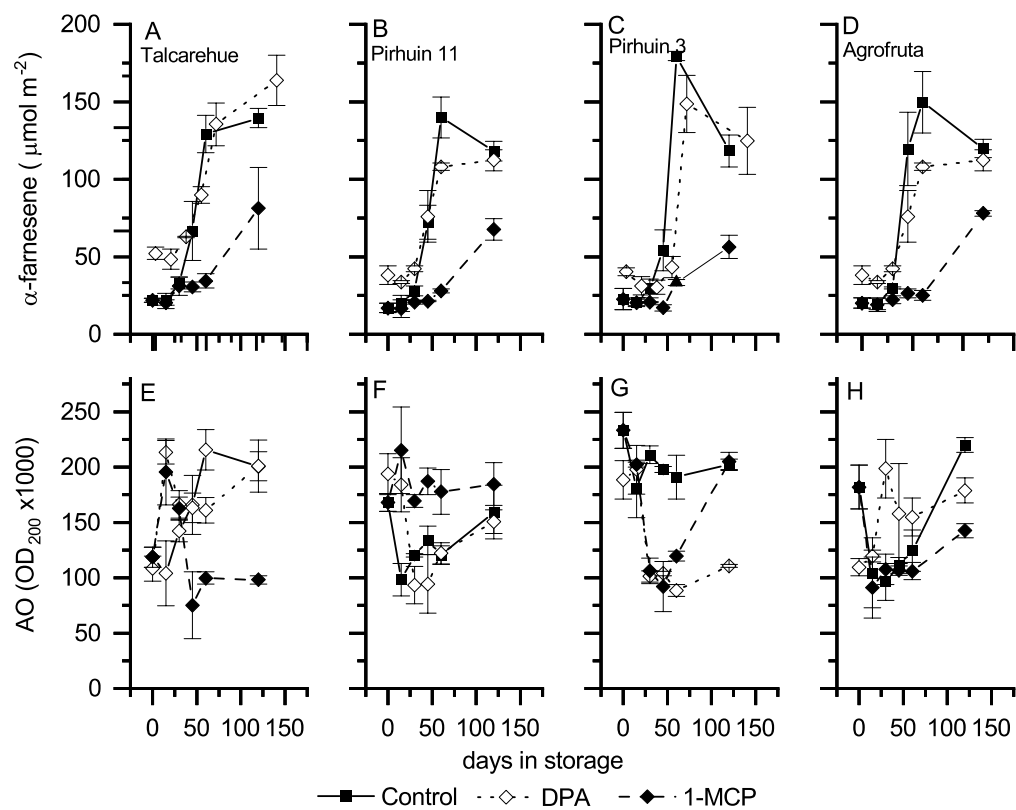 A
Talcarehue
B
Pirhuin 11
C
Pirhuin 3
D
Agrofruta
α-farnesene ( μmol m⁻²)
200
150
100
50
0
E
F
G
H
AO (OD₂₀₀ x1000)
250
200
150
100
50
0
0 50 100 150 0 50 100 150 0 50 100 150 0 50 100 150
days in storage
Control DPA 1-MCP